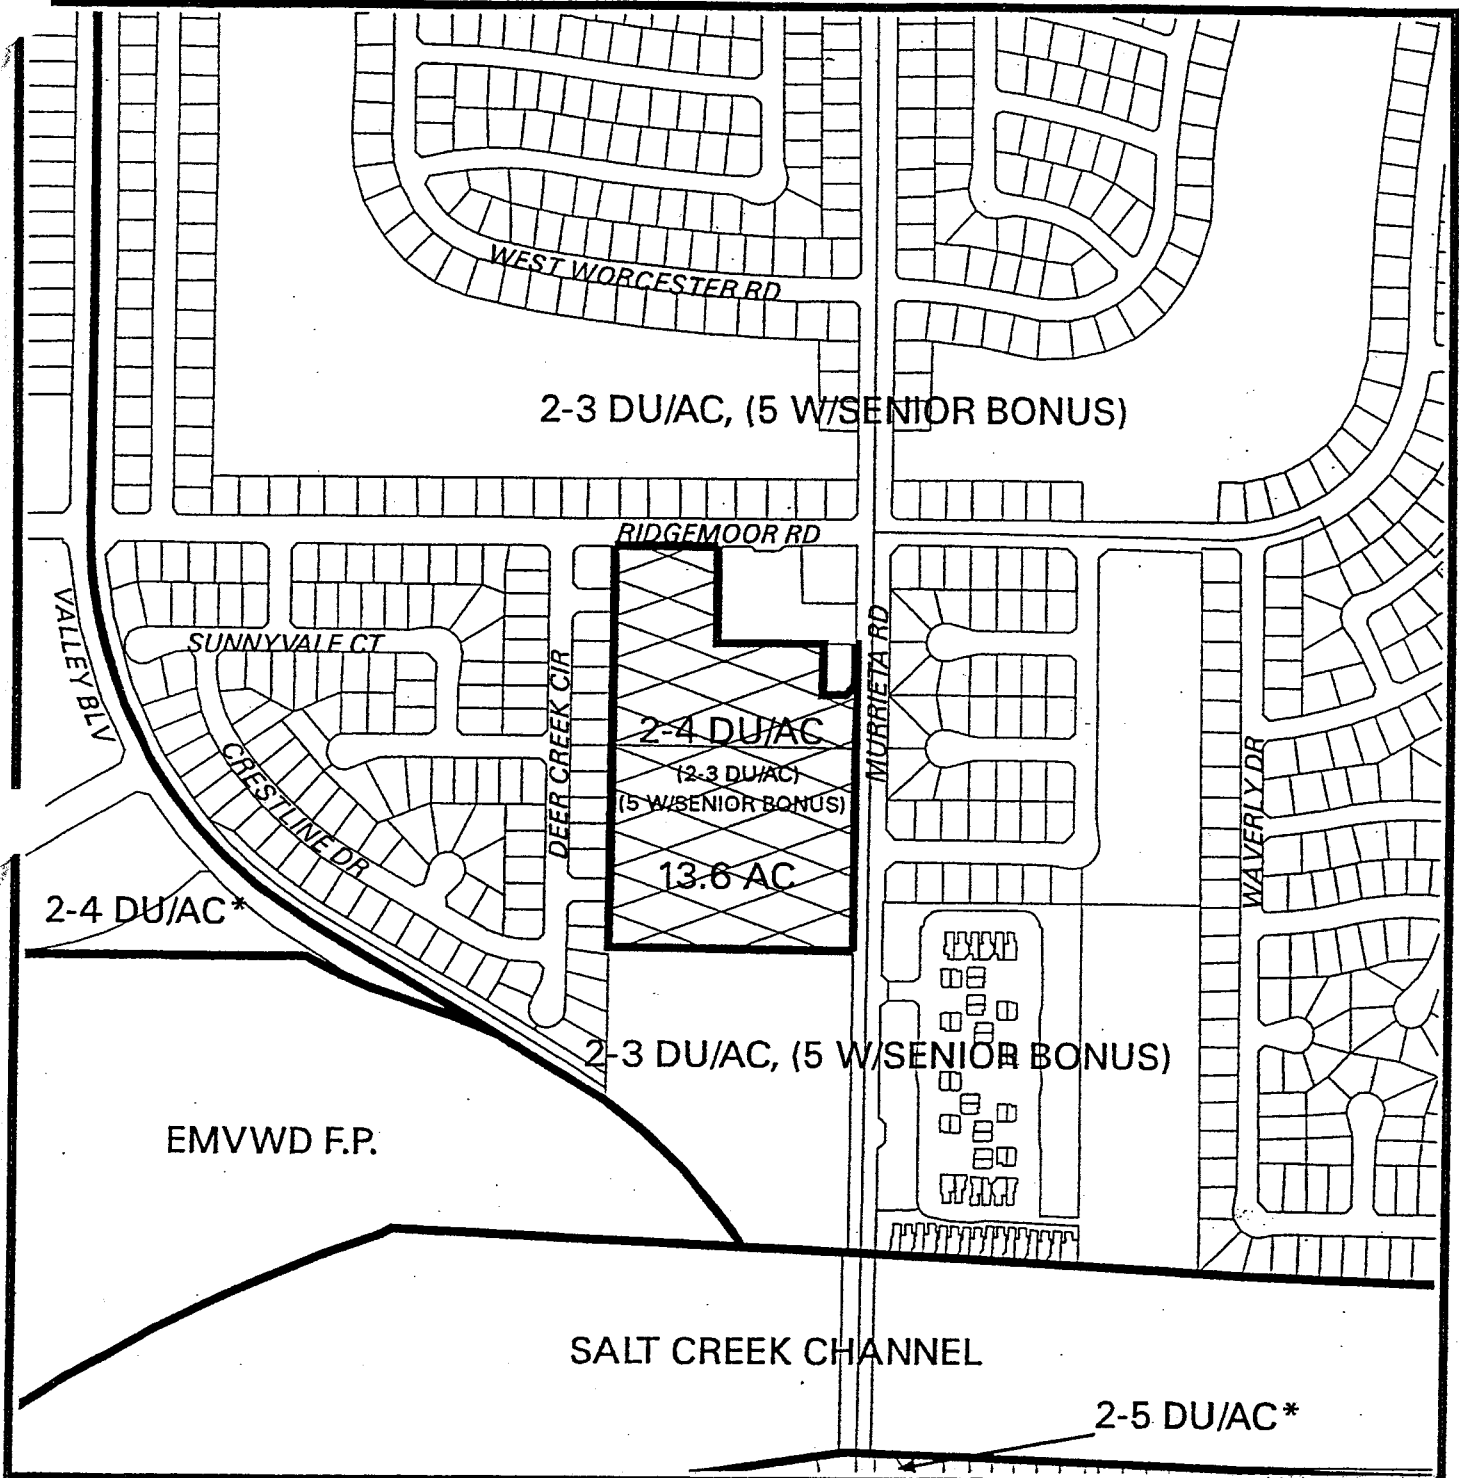 WEST WORCESTER RD
2-3 DU/AC, (5 W/SENIOR BONUS)
RIDGEMOOR RD
VALLEY BLV
SUNNYVALE CT
DEER CREEK CIR
MURRIETA RD
2-4 DU/AC
(2-3 DU/AC)
(5 W/SENIOR BONUS)
CRESTLINE DR
WAVERLY DR
13.6 AC
2-4 DU/AC*
2-3 DU/AC, (5 W/SENIOR BONUS)
EMVWD F.P.
SALT CREEK CHANNEL
2-5 DU/AC*